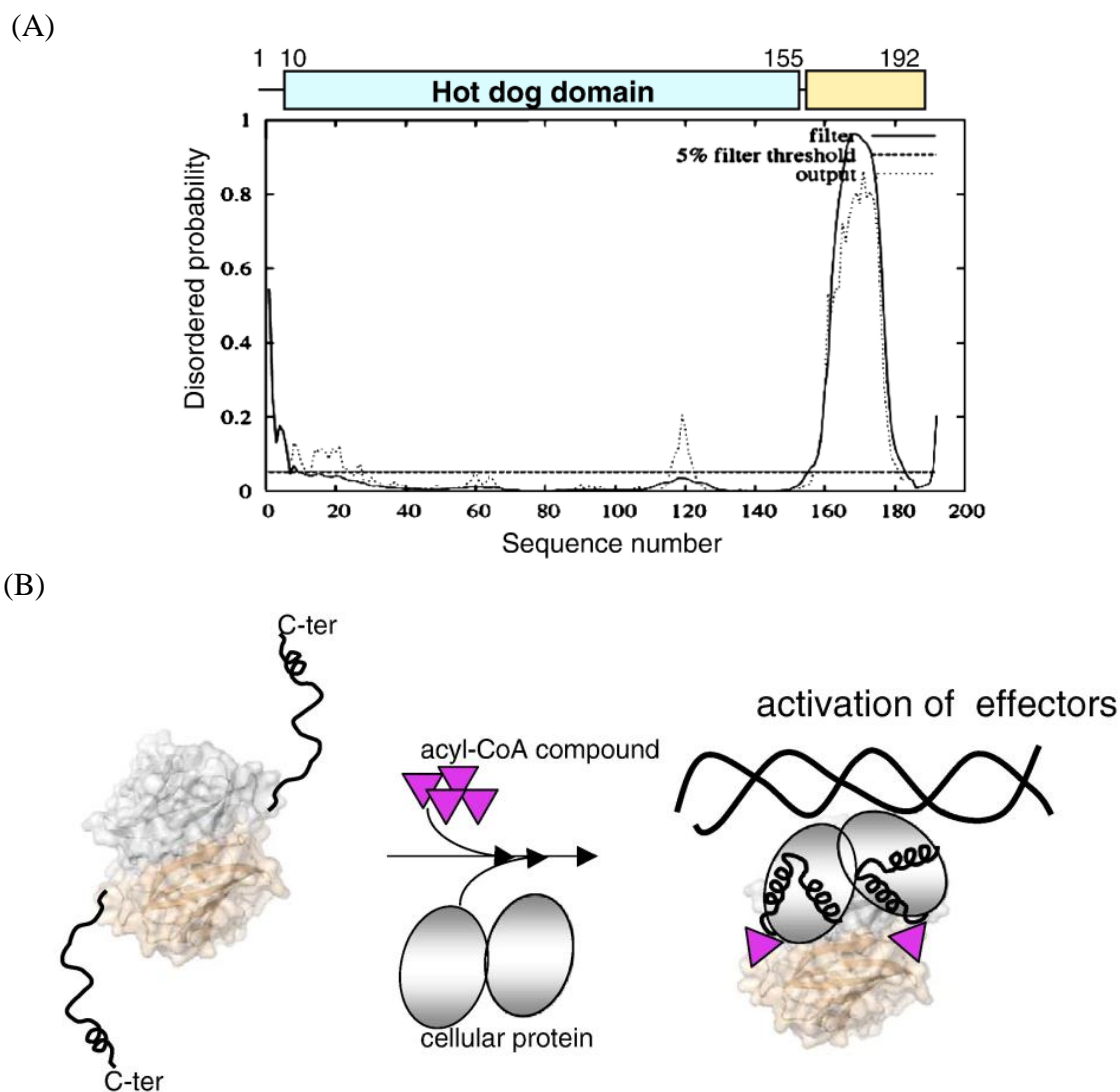 (A)
1 10 155 192
Hot dog domain
1
0.8
0.6
0.4
0.2
0
Disordered probability
filter
5% filter threshold
output
0 20 40 60 80 100 120 140 160 180 200
Sequence number
(B)
C-ter
activation of effectors
acyl-CoA compound
cellular protein
C-ter